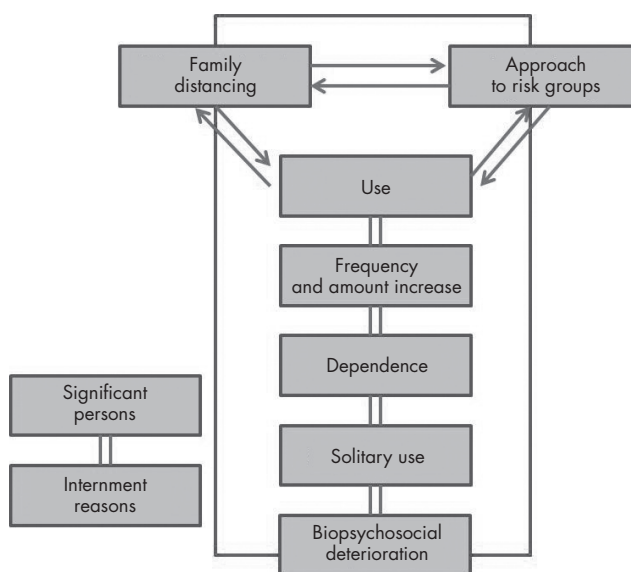 Family
distancing
Approach
to risk groups
Use
Frequency
and amount increase
Dependence
Significant
persons
Solitary use
Internment
reasons
Biopsychosocial
deterioration